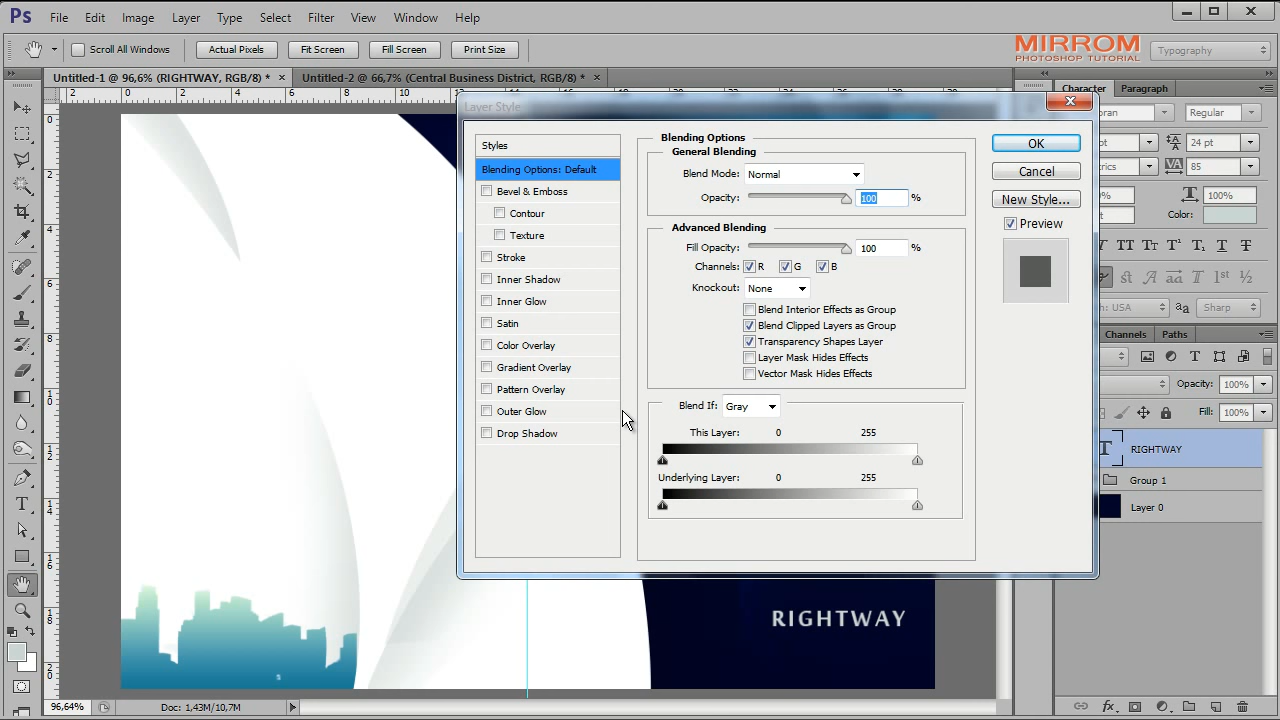 Ps File Edit Image Layer Type Select Filter View Window Help
Scroll All Windows Actual Pixels Fit Screen Fill Screen Print Size
MIRROM
PHOTOSHOP TUTORIAL
Typography
Untitled-1 @ 96,6% (RIGHTWAY, RGB/8) * × Untitled-2 @ 66,7% (Central Business District, RGB/8) * ×
Character Paragraph
Layer Style
Styles
Blending Options: Default
Bevel & Emboss
Contour
Texture
Stroke
Inner Shadow
Inner Glow
Satin
Color Overlay
Gradient Overlay
Pattern Overlay
Outer Glow
Drop Shadow
Blending Options
General Blending
Blend Mode: Normal
Opacity: 100 %
Advanced Blending
Fill Opacity: 100 %
Channels: R G B
Knockout: None
Blend Interior Effects as Group
Blend Clipped Layers as Group
Transparency Shapes Layer
Layer Mask Hides Effects
Vector Mask Hides Effects
Blend If: Gray
This Layer: 0 255
Underlying Layer: 0 255
OK
Cancel
New Style...
Preview
Regular
24 pt
85
100%
Color:
USA
Sharp
Channels Paths
Opacity: 100%
Fill: 100%
RIGHTWAY
Group 1
Layer 0
RIGHTWAY
96,64% Doc: 1,43M/10,7M